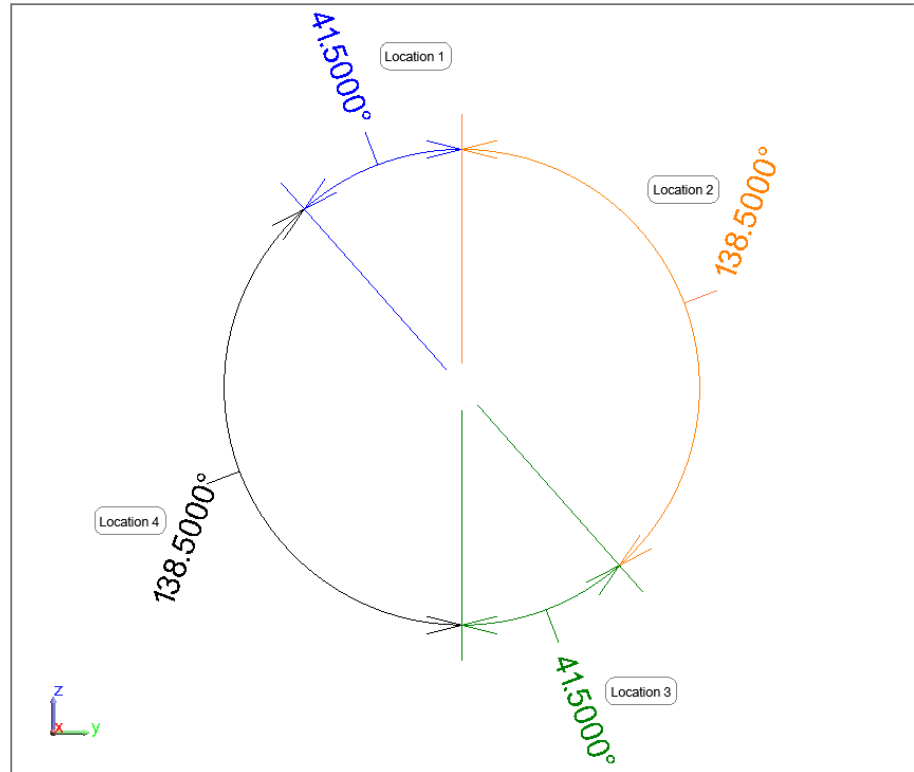 41.5000°
Location 1
Location 2
138.5000°
Location 4
138.5000°
Location 3
41.5000°
z
x
y